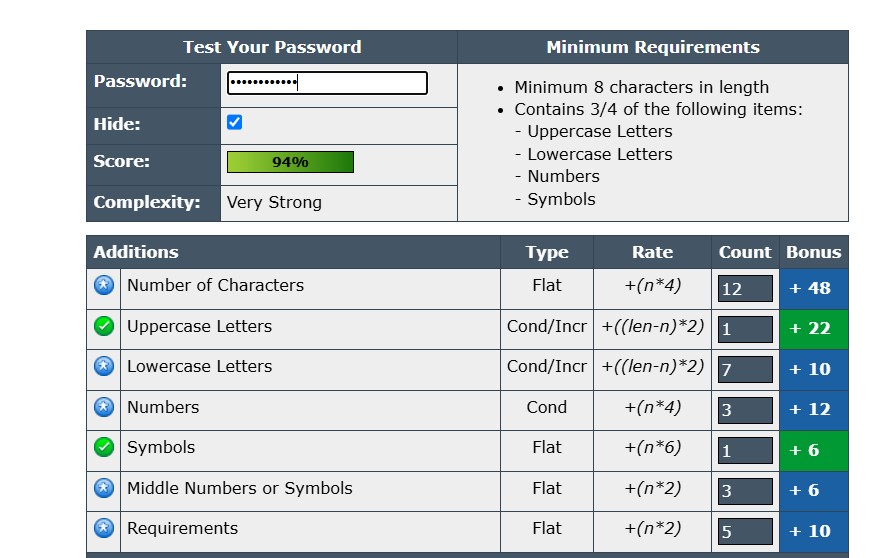 Test Your Password
Minimum Requirements
Password: ••••••••••••
• Minimum 8 characters in length
• Contains 3/4 of the following items:
- Uppercase Letters
- Lowercase Letters
- Numbers
- Symbols
Hide:
Score: 94%
Complexity: Very Strong
Additions Type Rate Count Bonus
Number of Characters Flat +(n*4) 12 + 48
Uppercase Letters Cond/Incr +((len-n)*2) 1 + 22
Lowercase Letters Cond/Incr +((len-n)*2) 7 + 10
Numbers Cond +(n*4) 3 + 12
Symbols Flat +(n*6) 1 + 6
Middle Numbers or Symbols Flat +(n*2) 3 + 6
Requirements Flat +(n*2) 5 + 10